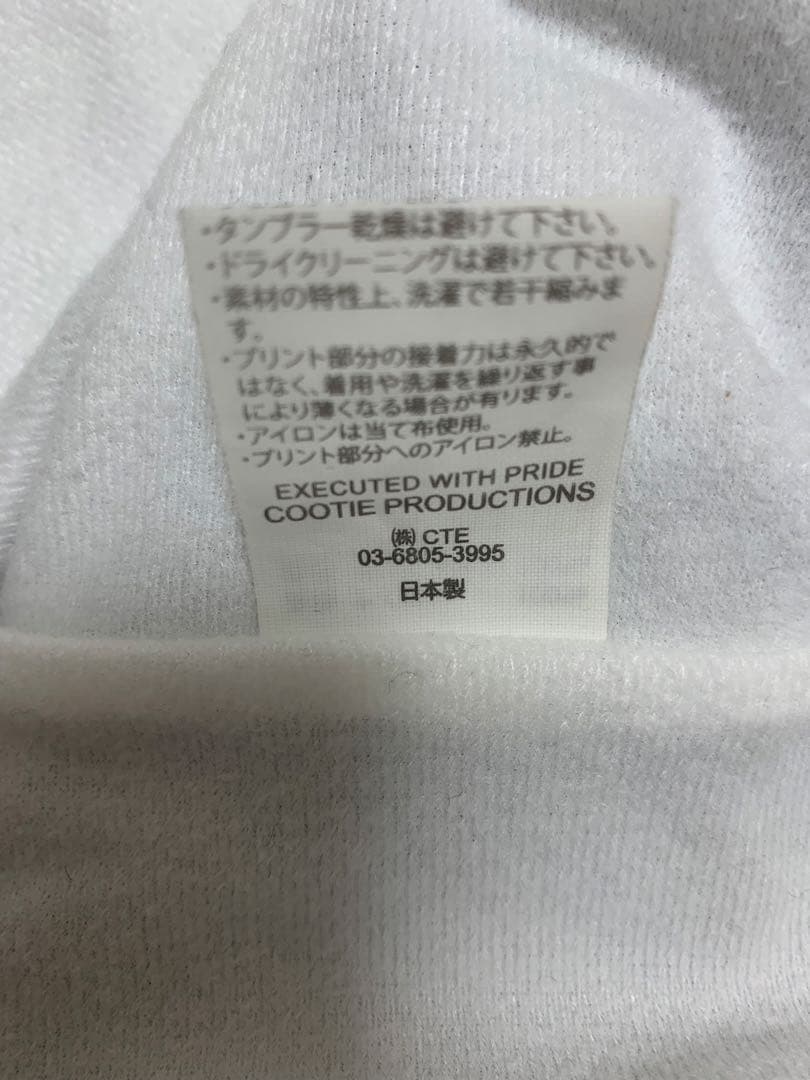 ・タンブラー乾燥は避けて下さい。
・ドライクリーニングは避けて下さい。
・素材の特性上、洗濯で若干縮みま
す。
・プリント部分の接着力は永久的で
はなく、着用や洗濯を繰り返す事
により薄くなる場合が有ります。
・アイロンは当て布使用。
・プリント部分へのアイロン禁止。
EXECUTED WITH PRIDE
COOTIE PRODUCTIONS
㈱ CTE
03-6805-3995
日本製